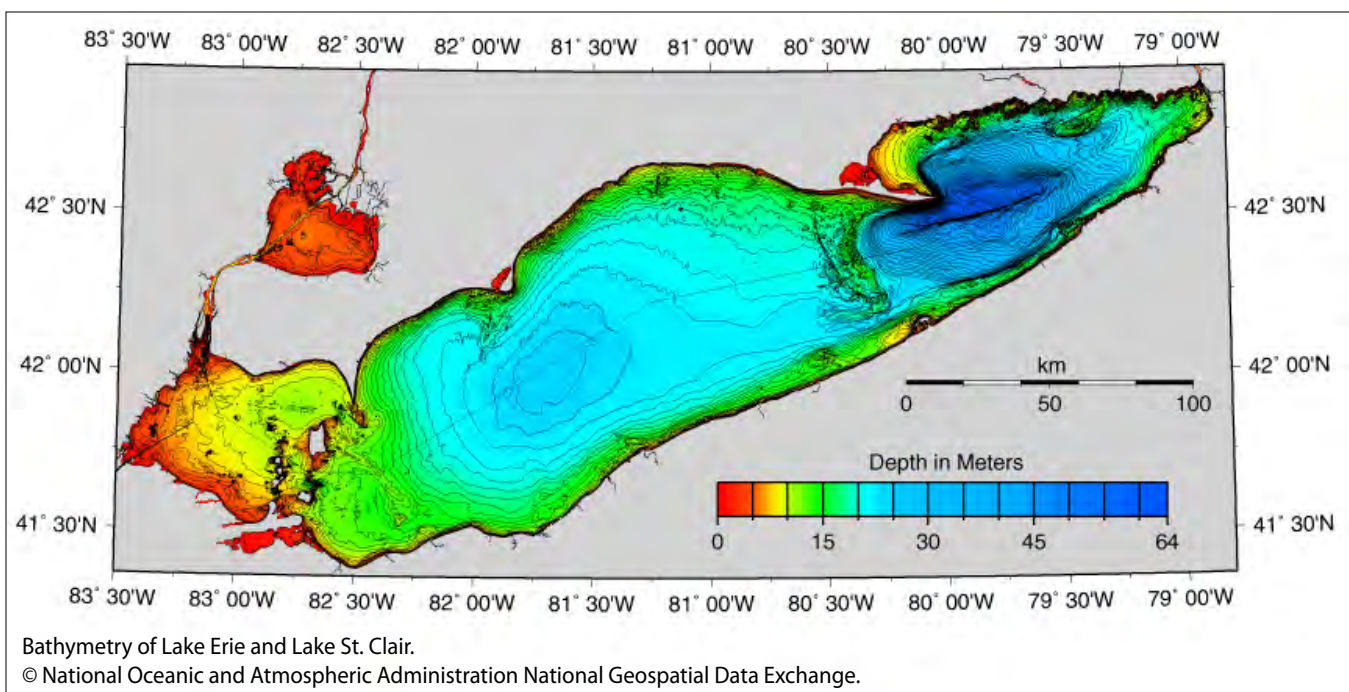 83° 30'W 83° 00'W 82° 30'W 82° 00'W 81° 30'W 81° 00'W 80° 30'W 80° 00'W 79° 30'W 79° 00'W
42° 30'N 42° 30'N
42° 00'N 42° 00'N
km
0 50 100
Depth in Meters
41° 30'N 41° 30'N
0 15 30 45 64
83° 30'W 83° 00'W 82° 30'W 82° 00'W 81° 30'W 81° 00'W 80° 30'W 80° 00'W 79° 30'W 79° 00'W
Bathymetry of Lake Erie and Lake St. Clair.
© National Oceanic and Atmospheric Administration National Geospatial Data Exchange.